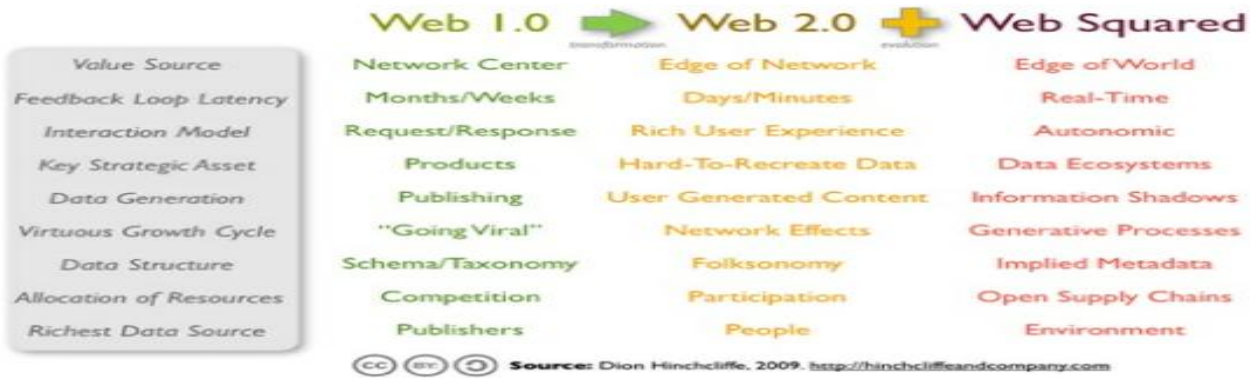 Web 1.0 Web 2.0 Web Squared
transformation evolution
Value Source Network Center Edge of Network Edge of World
Feedback Loop Latency Months/Weeks Days/Minutes Real-Time
Interaction Model Request/Response Rich User Experience Autonomic
Key Strategic Asset Products Hard-To-Recreate Data Data Ecosystems
Data Generation Publishing User Generated Content Information Shadows
Virtuous Growth Cycle "Going Viral" Network Effects Generative Processes
Data Structure Schema/Taxonomy Folksonomy Implied Metadata
Allocation of Resources Competition Participation Open Supply Chains
Richest Data Source Publishers People Environment
CC BY: Source: Dion Hinchcliffe, 2009. http://hinchcliffeandcompany.com